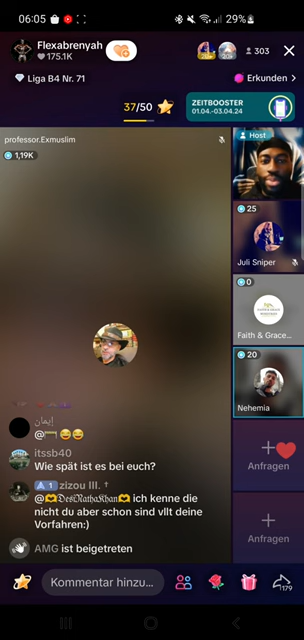 06:05
29%
Flexabrenyah
175.1K
303
Liga B4 Nr. 71
Erkunden >
37/50
ZEITBOOSTER
01.04.-03.04.24
professor.Exmuslim
1,19K
Host
25
Juli Sniper
0
Faith & Grace...
20
Nehemia
إيمان
@
itssb40
Wie spät ist es bei euch?
Anfragen
A 1 zizou III. †
@DesNathaKhan ich kenne die
nicht du aber schon sind vllt deine
Vorfahren:)
AMG ist beigetreten
Anfragen
Kommentar hinzu...
179